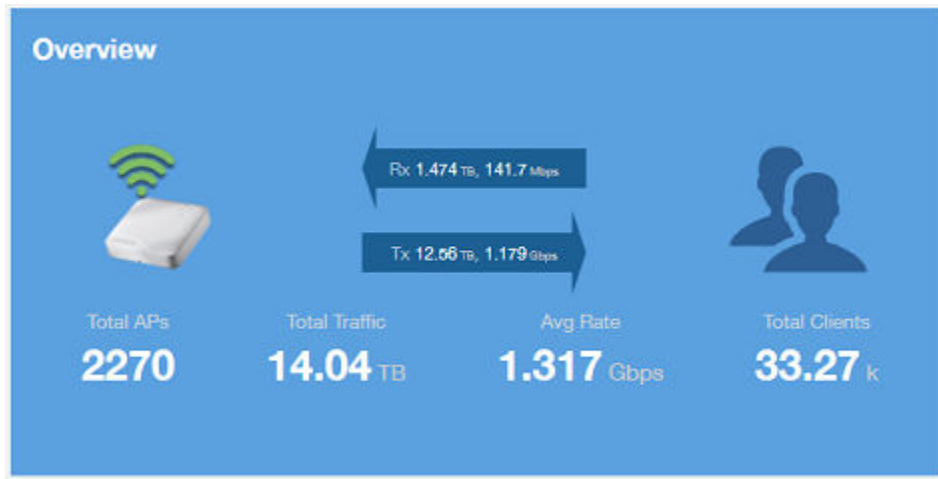 Overview
Rx 1.474 TB, 141.7 Mbps
Tx 12.56 TB, 1.179 Gbps
Total APs
Total Traffic
Avg Rate
Total Clients
2270
14.04 TB
1.317 Gbps
33.27 k